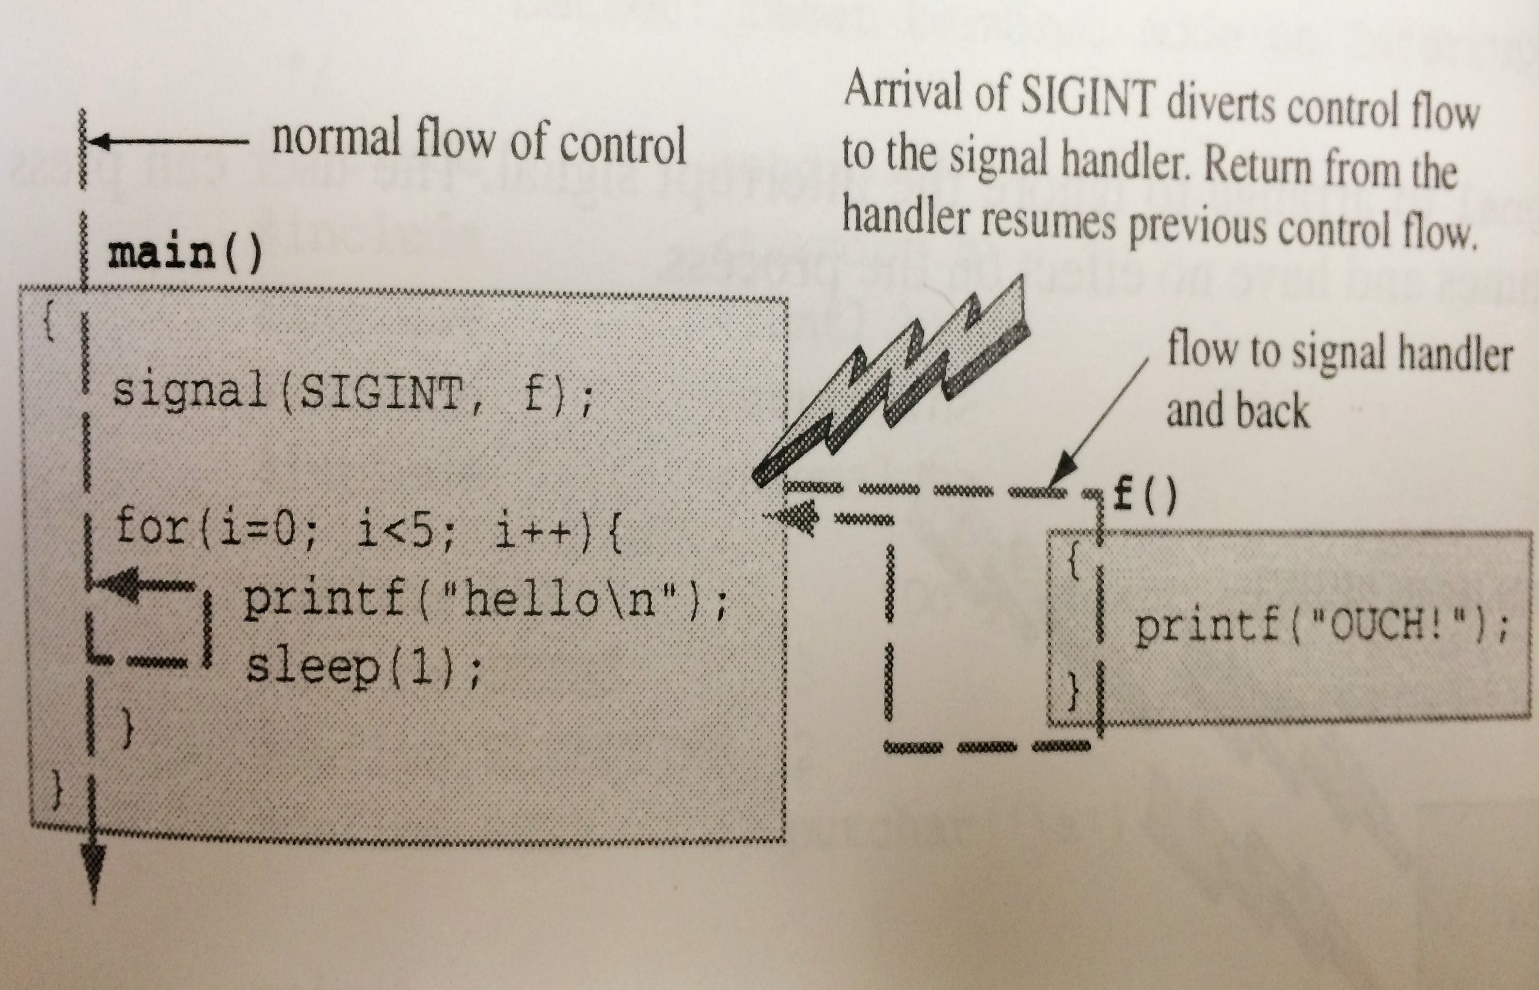 normal flow of control
Arrival of SIGINT diverts control flow
to the signal handler. Return from the
handler resumes previous control flow.
main()
{
signal(SIGINT, f);
for(i=0; i<5; i++){
printf("hello\n");
sleep(1);
}
}
flow to signal handler
and back
f()
{
printf("OUCH!");
}